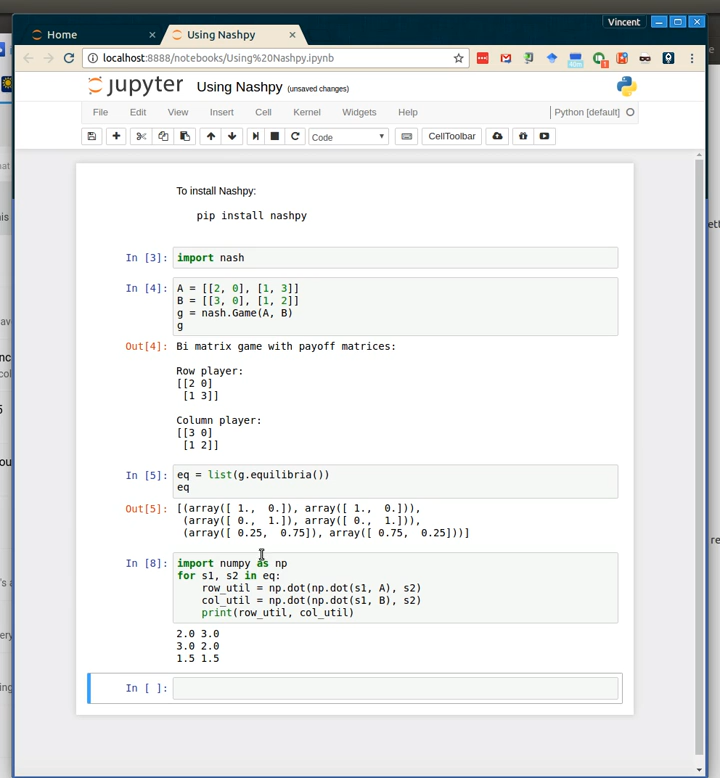 Vincent
Home
Using Nashpy
localhost:8888/notebooks/Using%20Nashpy.ipynb
jupyter Using Nashpy (unsaved changes)
File Edit View Insert Cell Kernel Widgets Help Python [default]
Code CellToolbar
To install Nashpy:
pip install nashpy
In [3]: import nash
In [4]: A = [[2, 0], [1, 3]]
B = [[3, 0], [1, 2]]
g = nash.Game(A, B)
g
Out[4]: Bi matrix game with payoff matrices:
Row player:
[[2 0]
[1 3]]
Column player:
[[3 0]
[1 2]]
In [5]: eq = list(g.equilibria())
eq
Out[5]: [(array([ 1.,  0.]), array([ 1.,  0.])),
(array([ 0.,  1.]), array([ 0.,  1.])),
(array([ 0.25,  0.75]), array([ 0.75,  0.25]))]
In [8]: import numpy as np
for s1, s2 in eq:
row_util = np.dot(np.dot(s1, A), s2)
col_util = np.dot(np.dot(s1, B), s2)
print(row_util, col_util)
2.0 3.0
3.0 2.0
1.5 1.5
In [ ]: